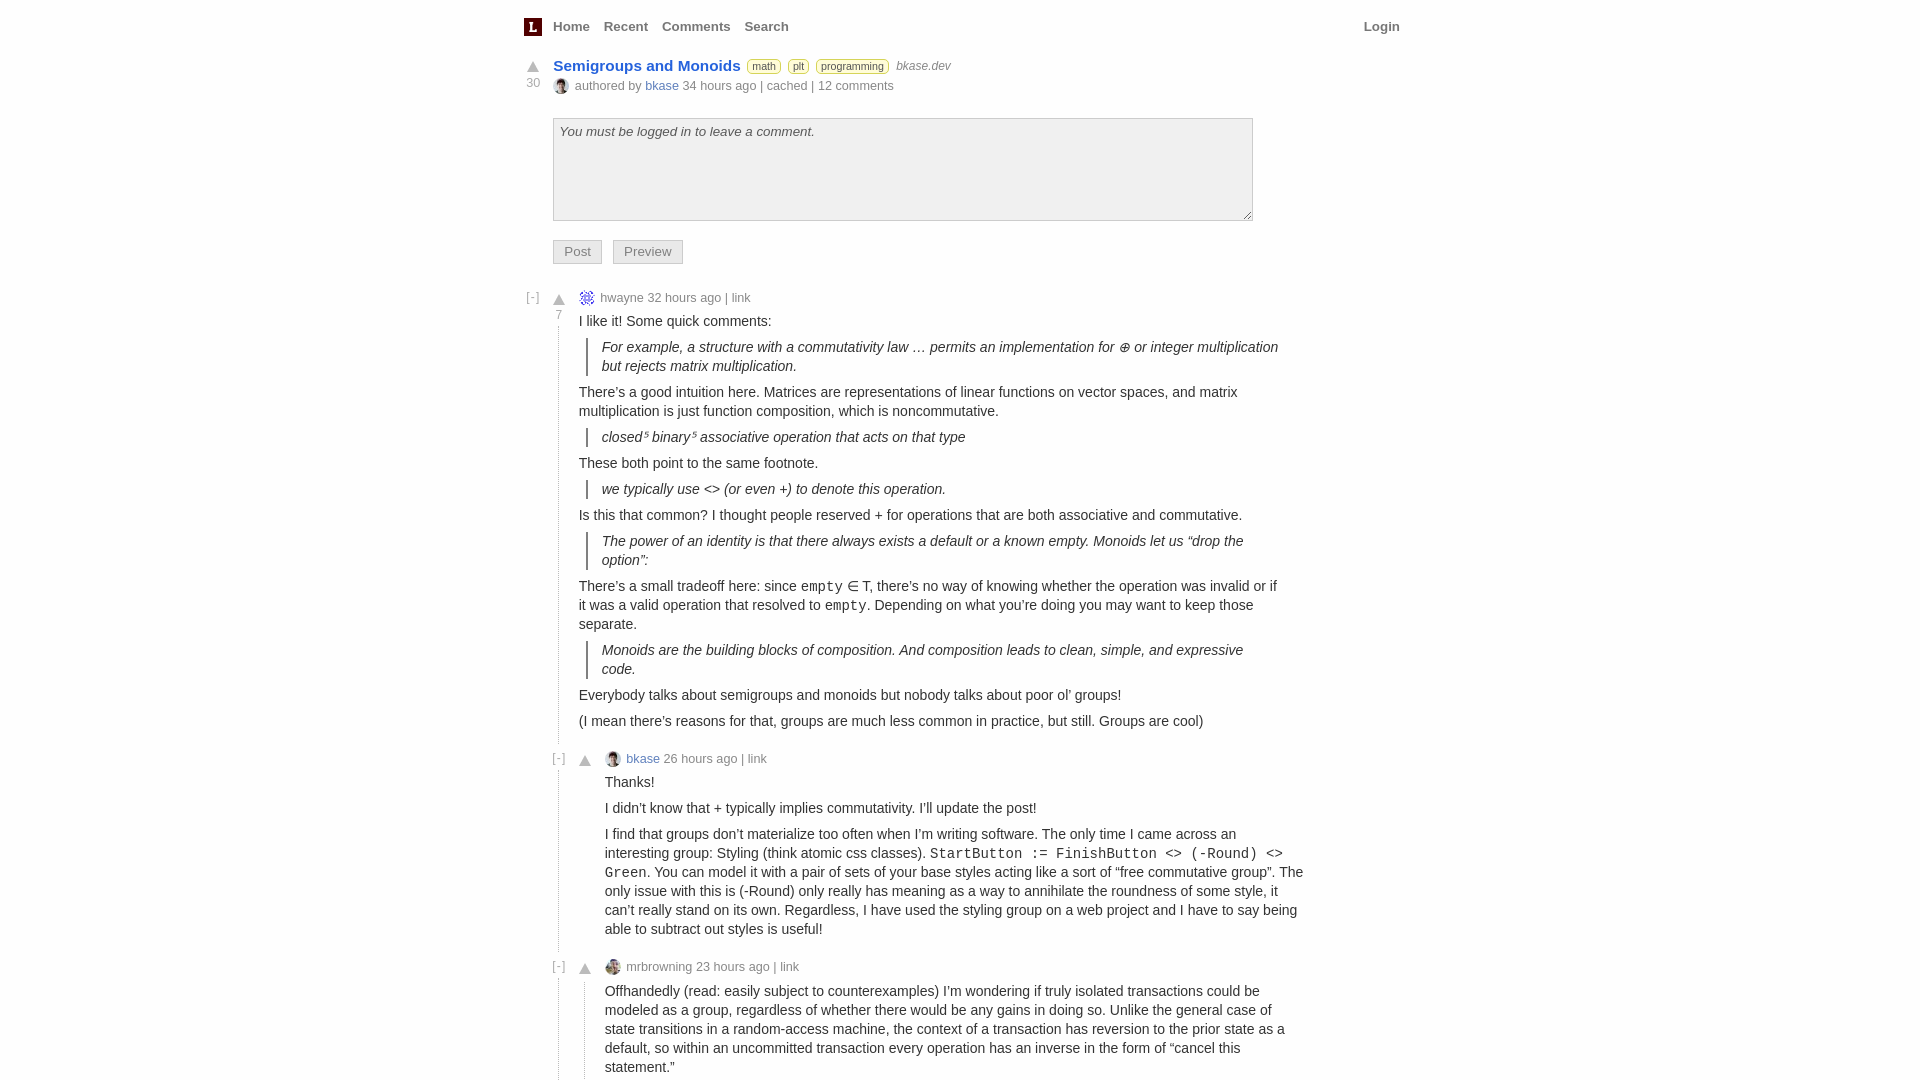 L Home Recent Comments Search Login
Semigroups and Monoids math plt programming bkase.dev
30
authored by bkase 34 hours ago | cached | 12 comments
You must be logged in to leave a comment.
Post Preview
[-] hwayne 32 hours ago | link
7
I like it! Some quick comments:
For example, a structure with a commutativity law … permits an implementation for ⊕ or integer multiplication
but rejects matrix multiplication.
There’s a good intuition here. Matrices are representations of linear functions on vector spaces, and matrix
multiplication is just function composition, which is noncommutative.
closed⁵ binary⁵ associative operation that acts on that type
These both point to the same footnote.
we typically use <> (or even +) to denote this operation.
Is this that common? I thought people reserved + for operations that are both associative and commutative.
The power of an identity is that there always exists a default or a known empty. Monoids let us “drop the
option”:
There’s a small tradeoff here: since empty ∈ T, there’s no way of knowing whether the operation was invalid or if
it was a valid operation that resolved to empty. Depending on what you’re doing you may want to keep those
separate.
Monoids are the building blocks of composition. And composition leads to clean, simple, and expressive
code.
Everybody talks about semigroups and monoids but nobody talks about poor ol’ groups!
(I mean there’s reasons for that, groups are much less common in practice, but still. Groups are cool)
[-] bkase 26 hours ago | link
Thanks!
I didn’t know that + typically implies commutativity. I’ll update the post!
I find that groups don’t materialize too often when I’m writing software. The only time I came across an
interesting group: Styling (think atomic css classes). StartButton := FinishButton <> (-Round) <>
Green. You can model it with a pair of sets of your base styles acting like a sort of “free commutative group”. The
only issue with this is (-Round) only really has meaning as a way to annihilate the roundness of some style, it
can’t really stand on its own. Regardless, I have used the styling group on a web project and I have to say being
able to subtract out styles is useful!
[-] mrbrowning 23 hours ago | link
Offhandedly (read: easily subject to counterexamples) I’m wondering if truly isolated transactions could be
modeled as a group, regardless of whether there would be any gains in doing so. Unlike the general case of
state transitions in a random-access machine, the context of a transaction has reversion to the prior state as a
default, so within an uncommitted transaction every operation has an inverse in the form of “cancel this
statement.”